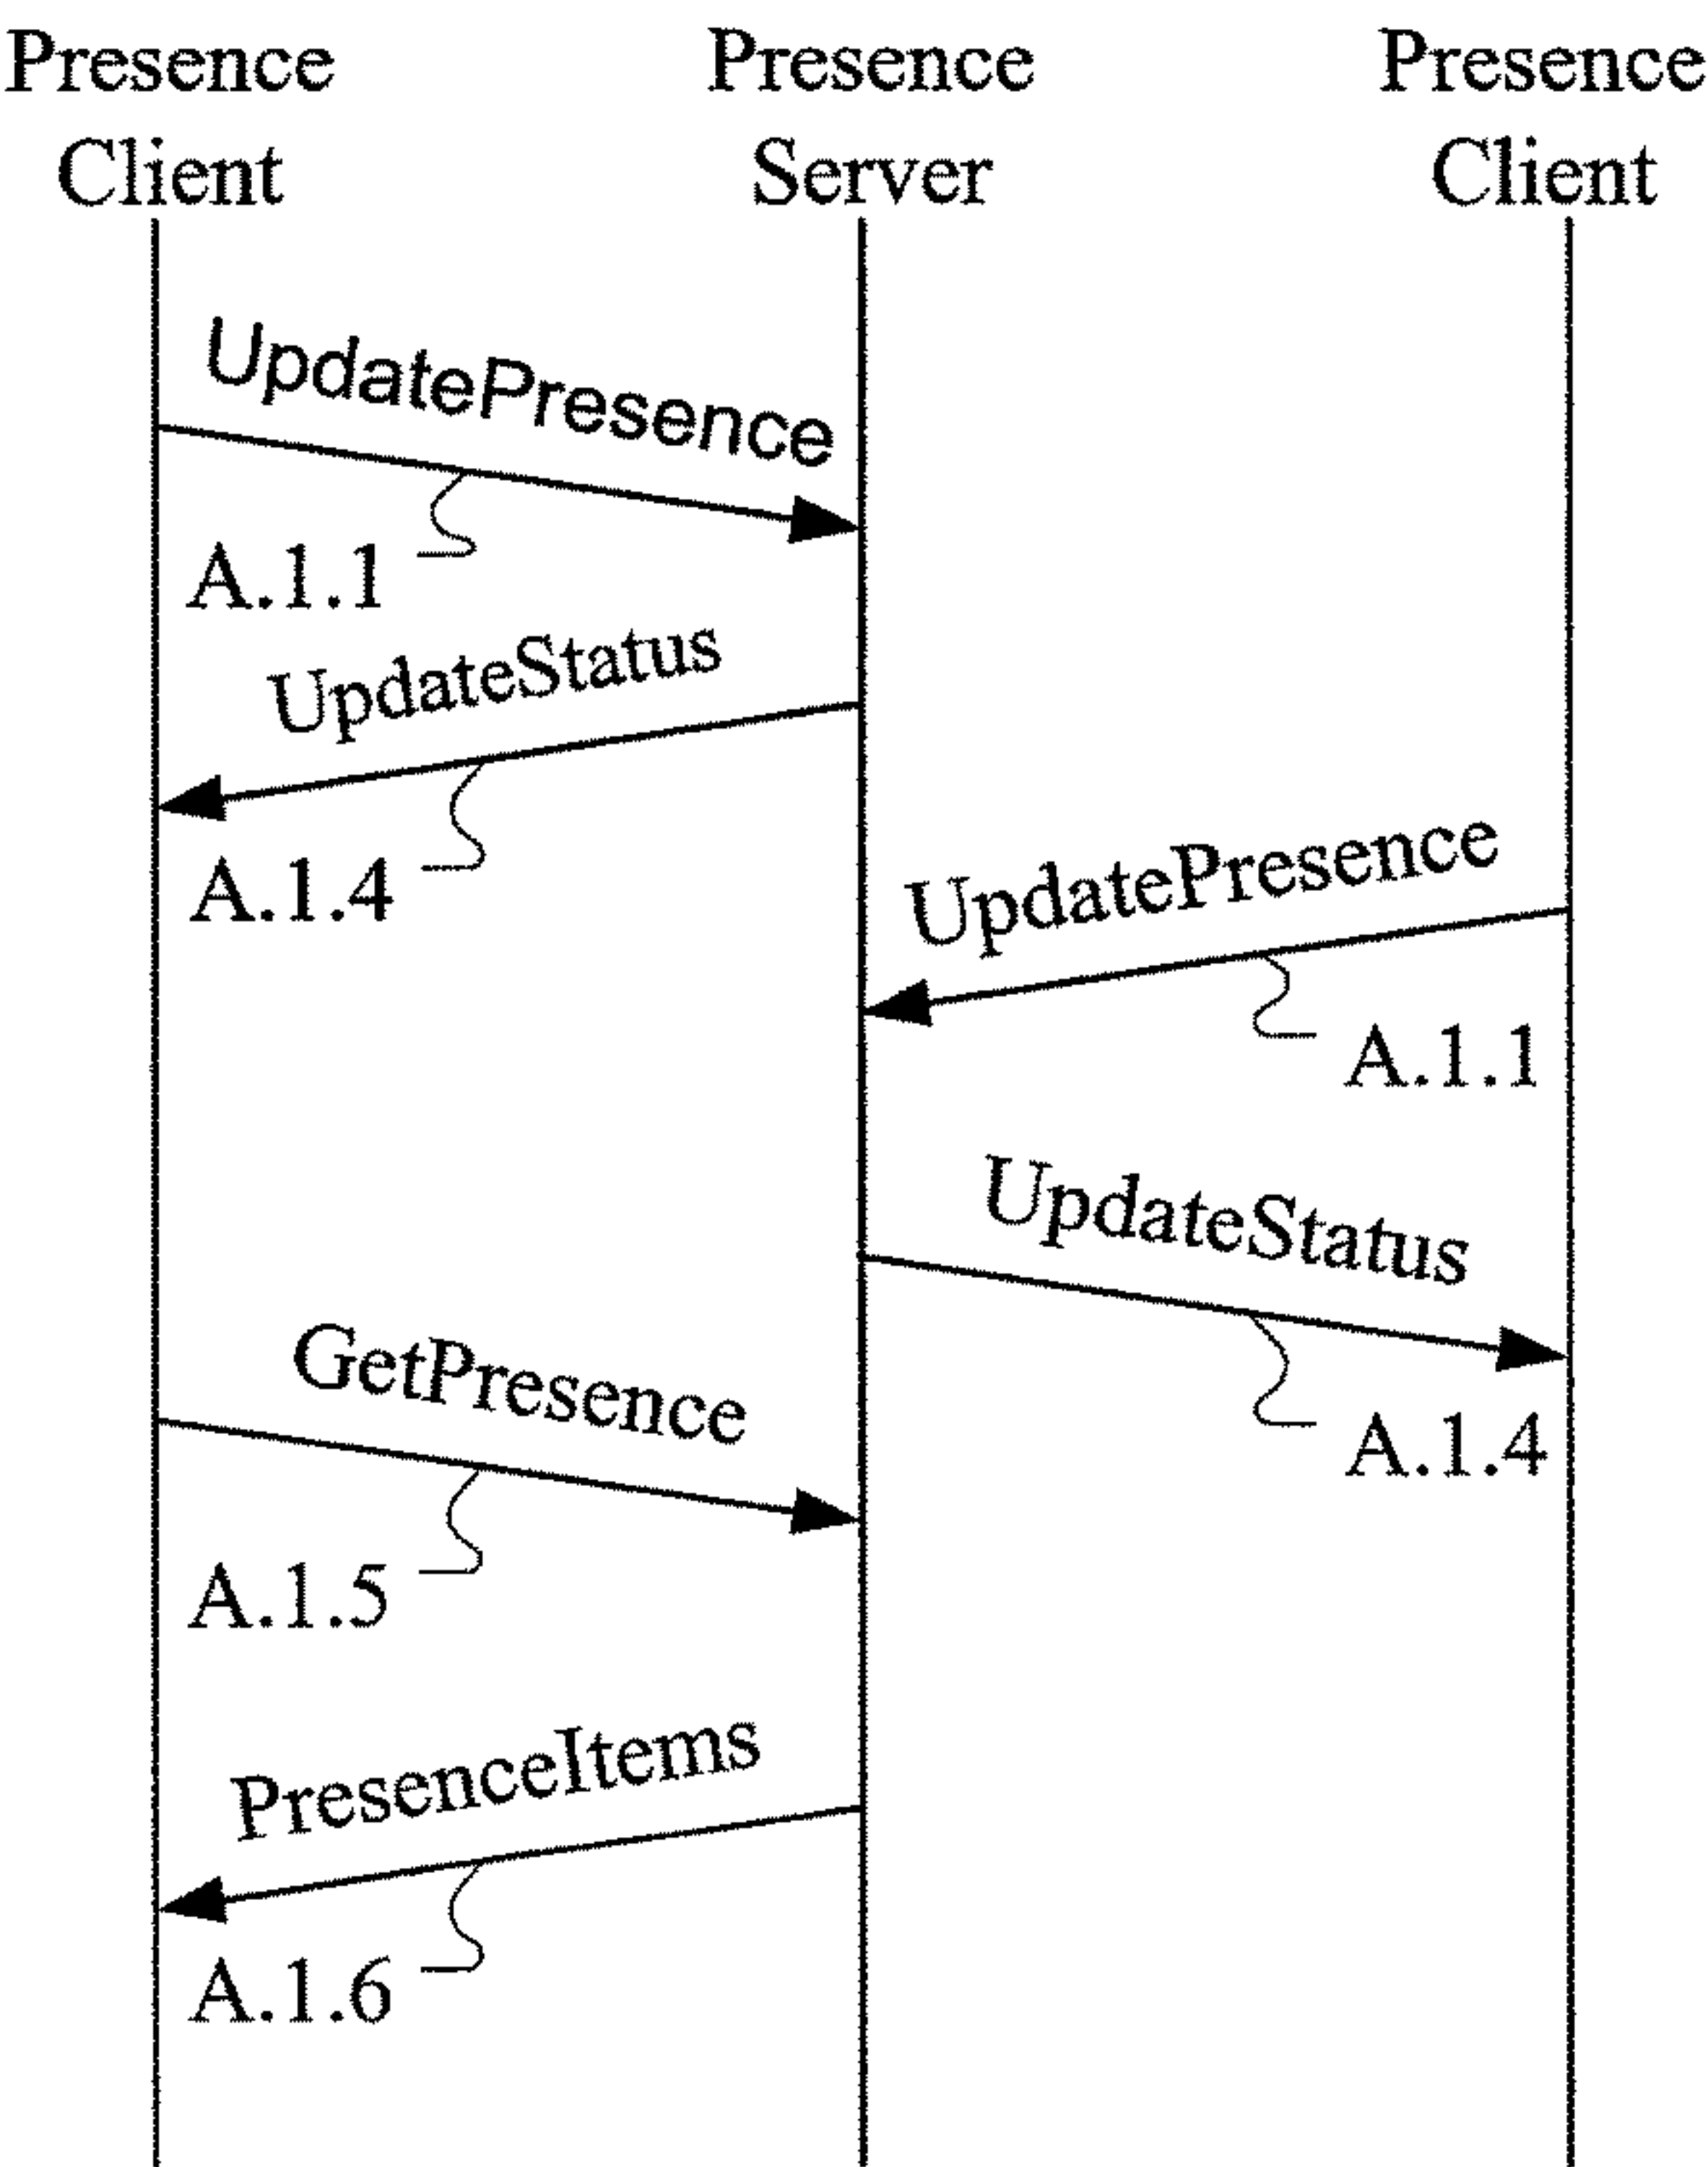 Presence
Client
Presence
Server
Presence
Client
UpdatePresence
A.1.1
UpdateStatus
A.1.4
UpdatePresence
A.1.1
UpdateStatus
A.1.4
GetPresence
A.1.5
PresenceItems
A.1.6